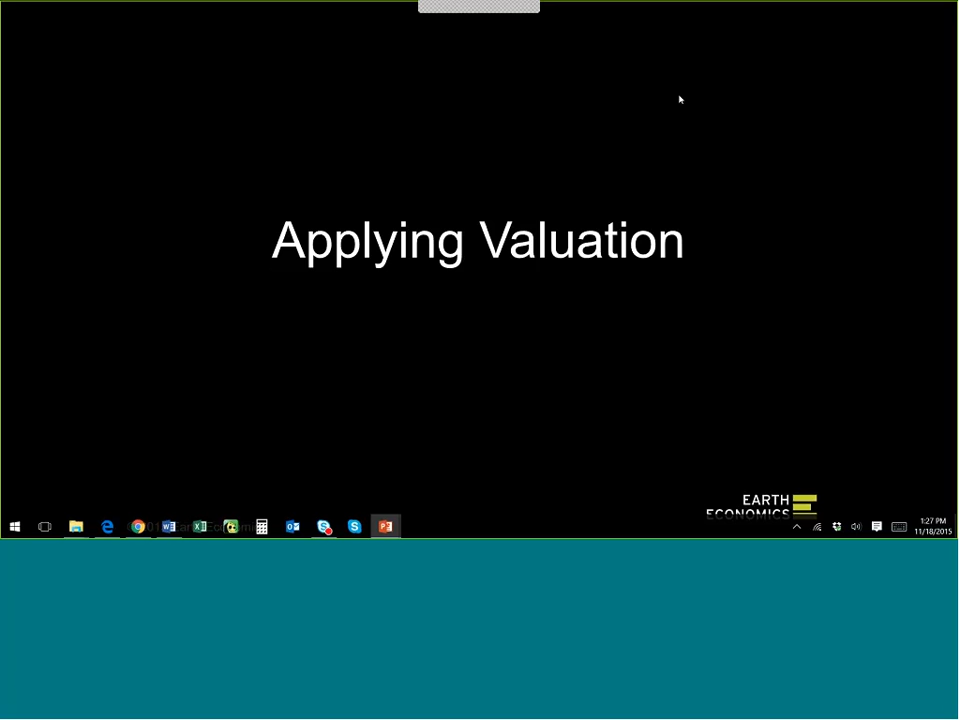 Applying Valuation
EARTH
ECONOMICS
1:27 PM
11/18/2015